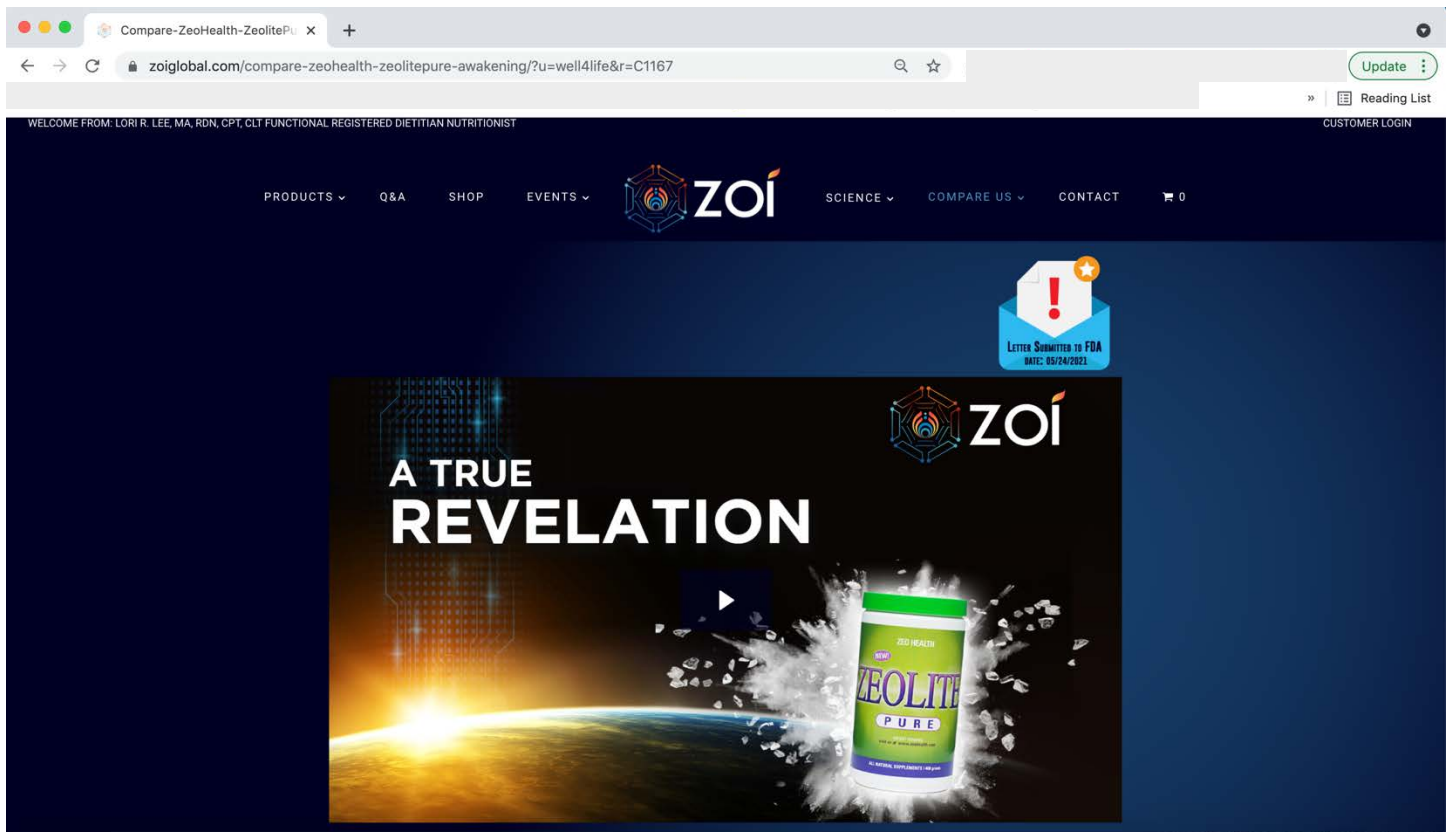 Compare-ZeoHealth-ZeolitePu
zoiglobal.com/compare-zeohealth-zeolitepure-awakening/?u=well4life&r=C1167
Update
»
Reading List
WELCOME FROM: LORI R. LEE, MA, RDN, CPT, CLT FUNCTIONAL REGISTERED DIETITIAN NUTRITIONIST
CUSTOMER LOGIN
PRODUCTS
Q&A
SHOP
EVENTS
ZOÍ
SCIENCE
COMPARE US
CONTACT
0
!
LETTER SUBMITTED TO FDA
DATE: 05/24/2021
ZOÍ
A TRUE
REVELATION
ZEO HEALTH
NEW!
ZEOLITE
PURE
ALL NATURAL SUPPLEMENTS